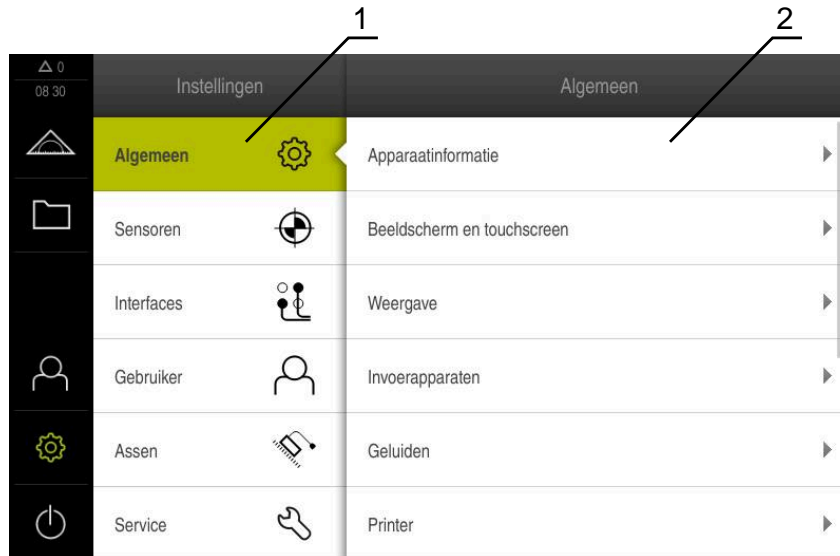 1
2
0
08 30
Instellingen
Algemeen
Algemeen
Apparaatinformatie
Sensoren
Beeldscherm en touchscreen
Interfaces
Weergave
Gebruiker
Invoerapparaten
Assen
Geluiden
Service
Printer